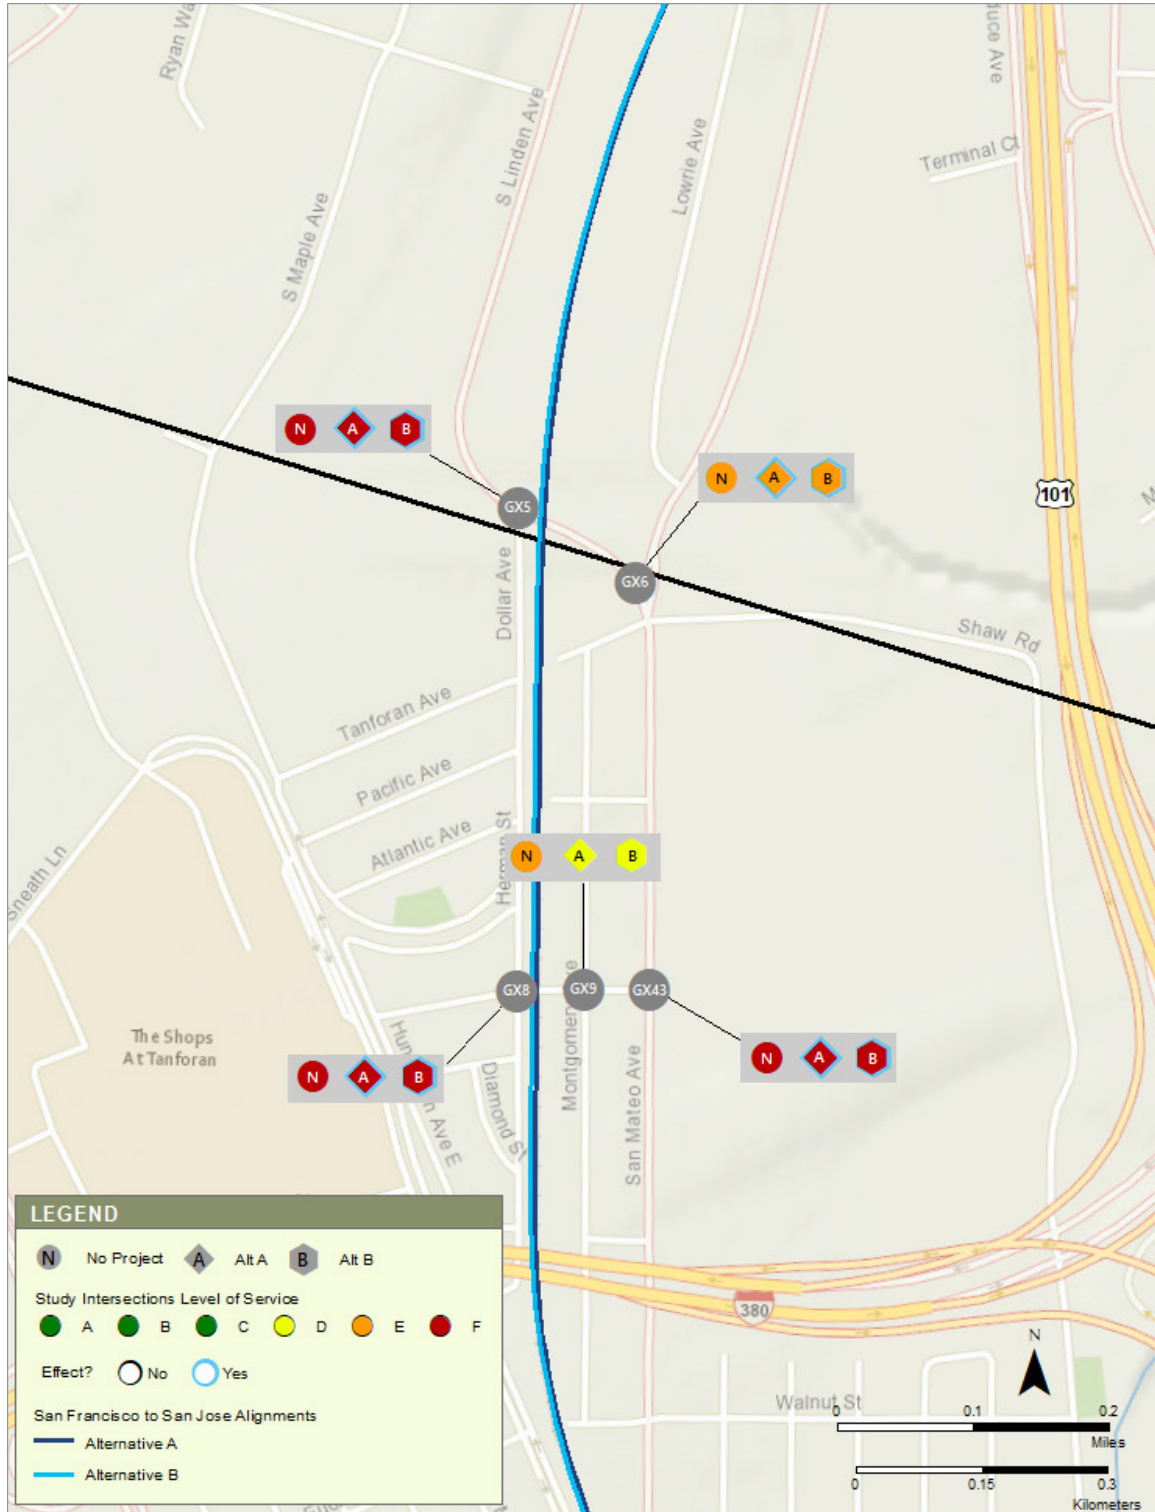 Ryan Wa
duce Ave
S Linden Ave
Lowrie Ave
Terminal Ct
S Maple Ave
N A B
N A B
101
GX5
GX6
Dollar Ave
Shaw Rd
Tanforan Ave
Pacific Ave
Atlantic Ave
Herman St
N A B
Sneath Ln
GX8 GX9 GX43
The Shops
At Tanforan
N A B
N A B
Diamond St
Montgomery Ave
San Mateo Ave
Ave E
380
Walnut St
N
0 0.1 0.2
Miles
0 0.15 0.3
Kilometers
LEGEND
N No Project A Alt A B Alt B
Study Intersections Level of Service
A B C D E F
Effect? No Yes
San Francisco to San Jose Alignments
Alternative A
Alternative B